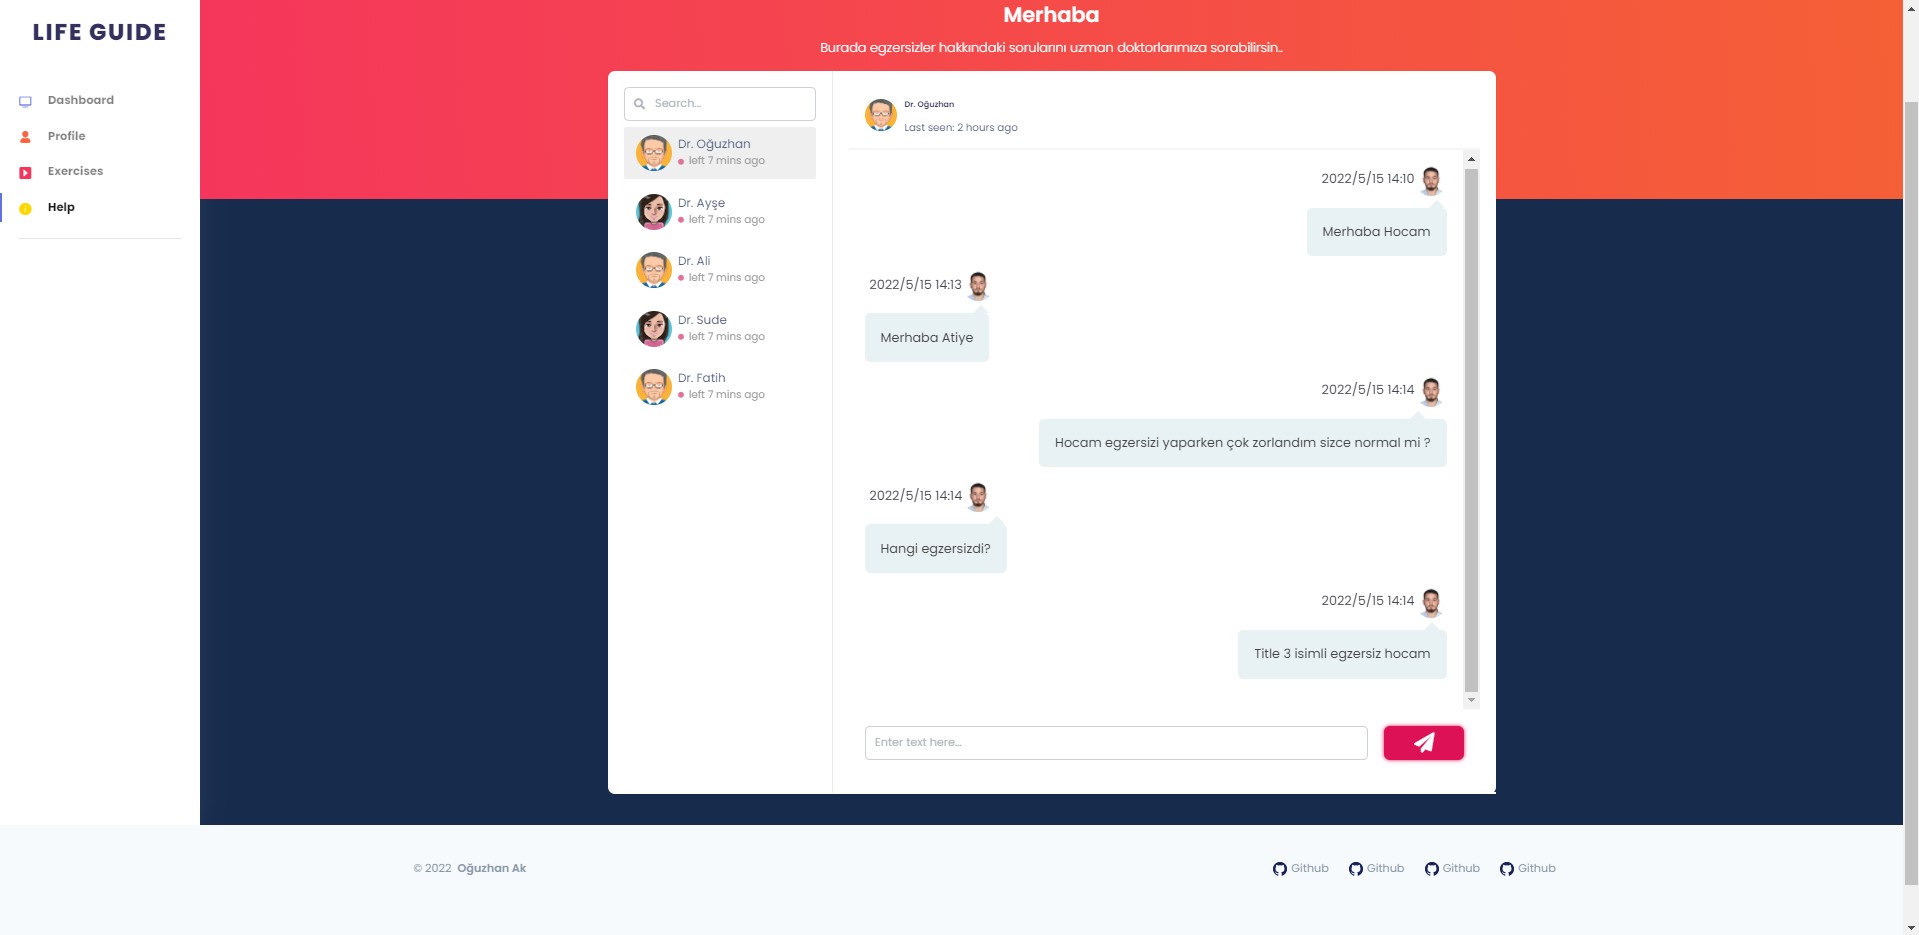 LIFE GUIDE
Dashboard
Profile
Exercises
Help
Merhaba
Burada egzersizler hakkındaki sorularını uzman doktorlarımıza sorabilirsin..
Search...
Dr. Oğuzhan
left 7 mins ago
Dr. Ayşe
left 7 mins ago
Dr. Ali
left 7 mins ago
Dr. Sude
left 7 mins ago
Dr. Fatih
left 7 mins ago
Dr. Oğuzhan
Last seen: 2 hours ago
2022/5/15 14:10
Merhaba Hocam
2022/5/15 14:13
Merhaba Atiye
2022/5/15 14:14
Hocam egzersizi yaparken çok zorlandım sizce normal mi ?
2022/5/15 14:14
Hangi egzersizdi?
2022/5/15 14:14
Title 3 isimli egzersiz hocam
Enter text here...
© 2022 Oğuzhan Ak
Github Github Github Github